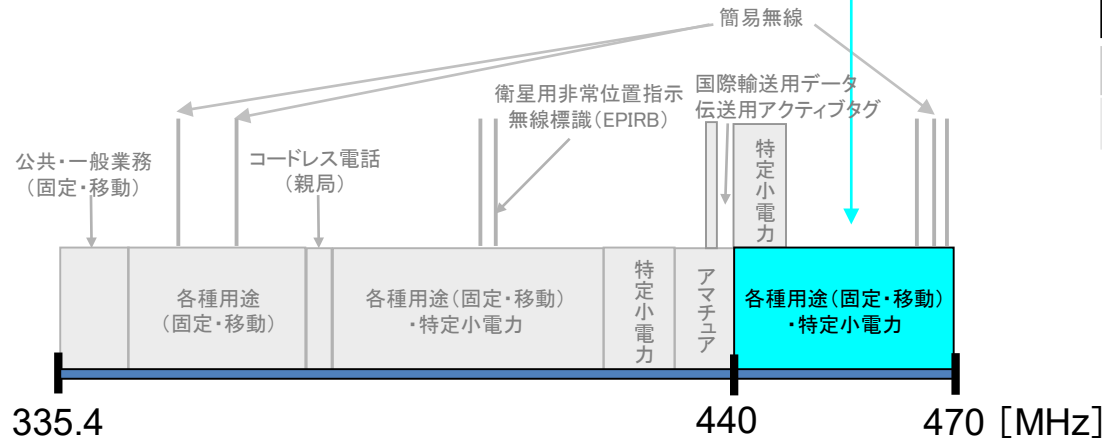 簡易無線
国際輸送用データ
伝送用アクティブタグ
衛星用非常位置指示
無線標識(EPIRB)
公共・一般業務
(固定・移動)
コードレス電話
(親局)
特定小電力
各種用途
(固定・移動)
各種用途(固定・移動)
・特定小電力
特定小電力
アマチュア
各種用途(固定・移動)
・特定小電力
335.4
440
470 [MHz]